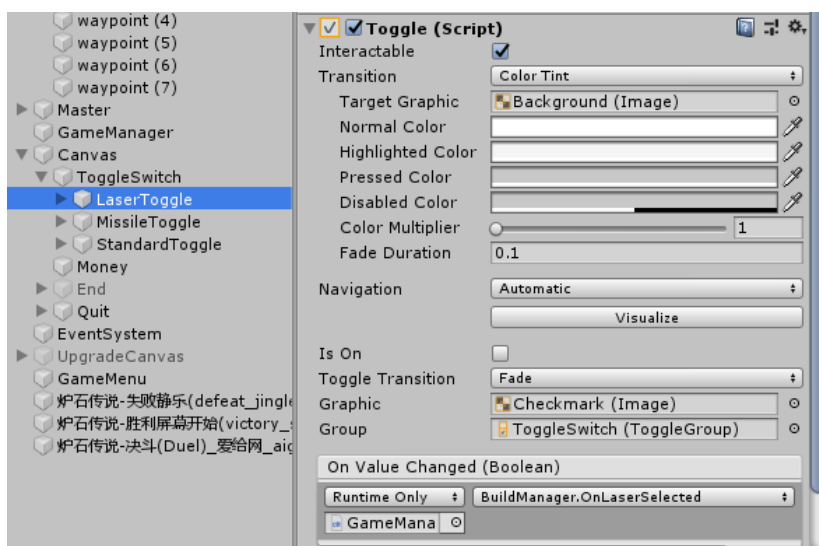 waypoint (4)
waypoint (5)
waypoint (6)
waypoint (7)
Master
GameManager
Canvas
ToggleSwitch
LaserToggle
MissileToggle
StandardToggle
Money
End
Quit
EventSystem
UpgradeCanvas
GameMenu
炉石传说-失败静乐(defeat_jingle
炉石传说-胜利屏幕开始(victory_s
炉石传说-决斗(Duel)_爱给网_aig
Toggle (Script)
Interactable
Transition Color Tint
Target Graphic Background (Image)
Normal Color
Highlighted Color
Pressed Color
Disabled Color
Color Multiplier 1
Fade Duration 0.1
Navigation Automatic
Visualize
Is On
Toggle Transition Fade
Graphic Checkmark (Image)
Group ToggleSwitch (ToggleGroup)
On Value Changed (Boolean)
Runtime Only BuildManager.OnLaserSelected
GameMana